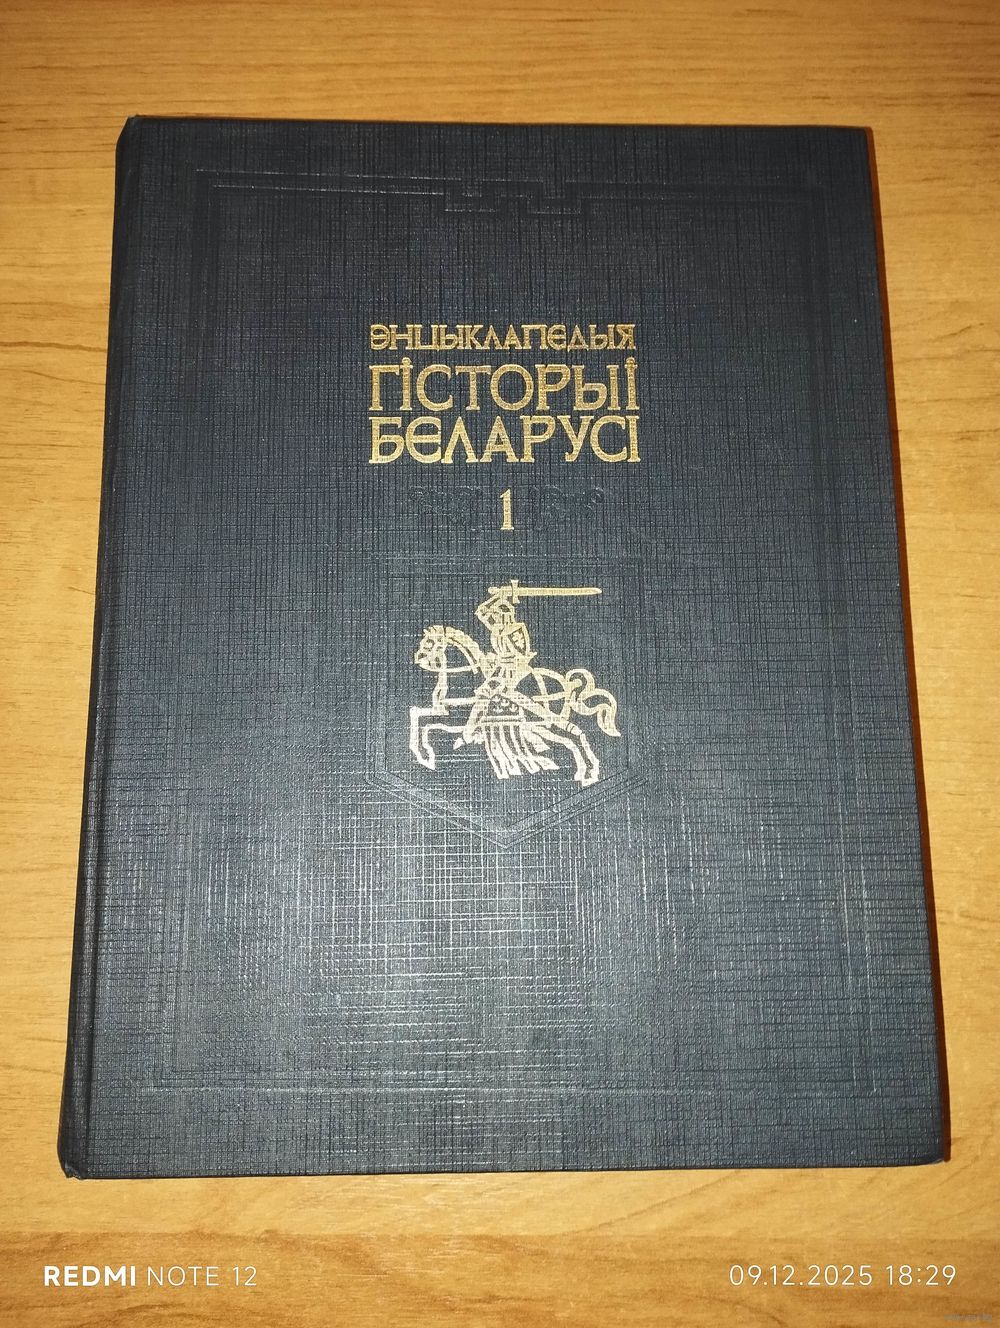 ЭНЦЫКЛАПЕДЫЯ
ГІСТОРЫІ
БЕЛАРУСІ
1
REDMI NOTE 12
09.12.2025 18:29